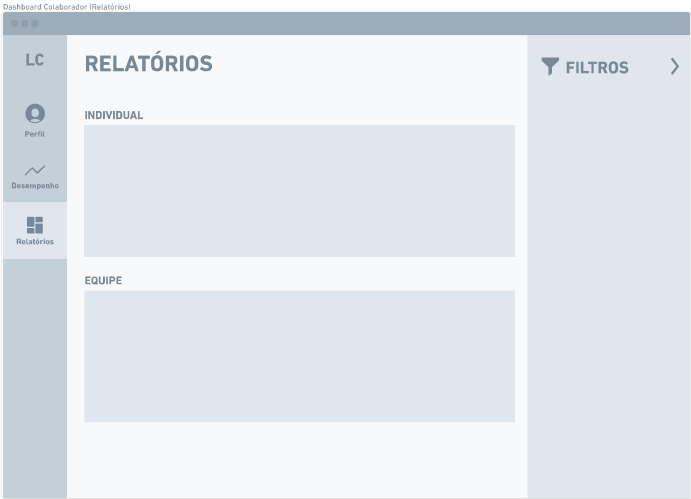 Dashboard Colaborador (Relatórios)
LC
Perfil
Desempenho
Relatórios
RELATÓRIOS
INDIVIDUAL
EQUIPE
FILTROS